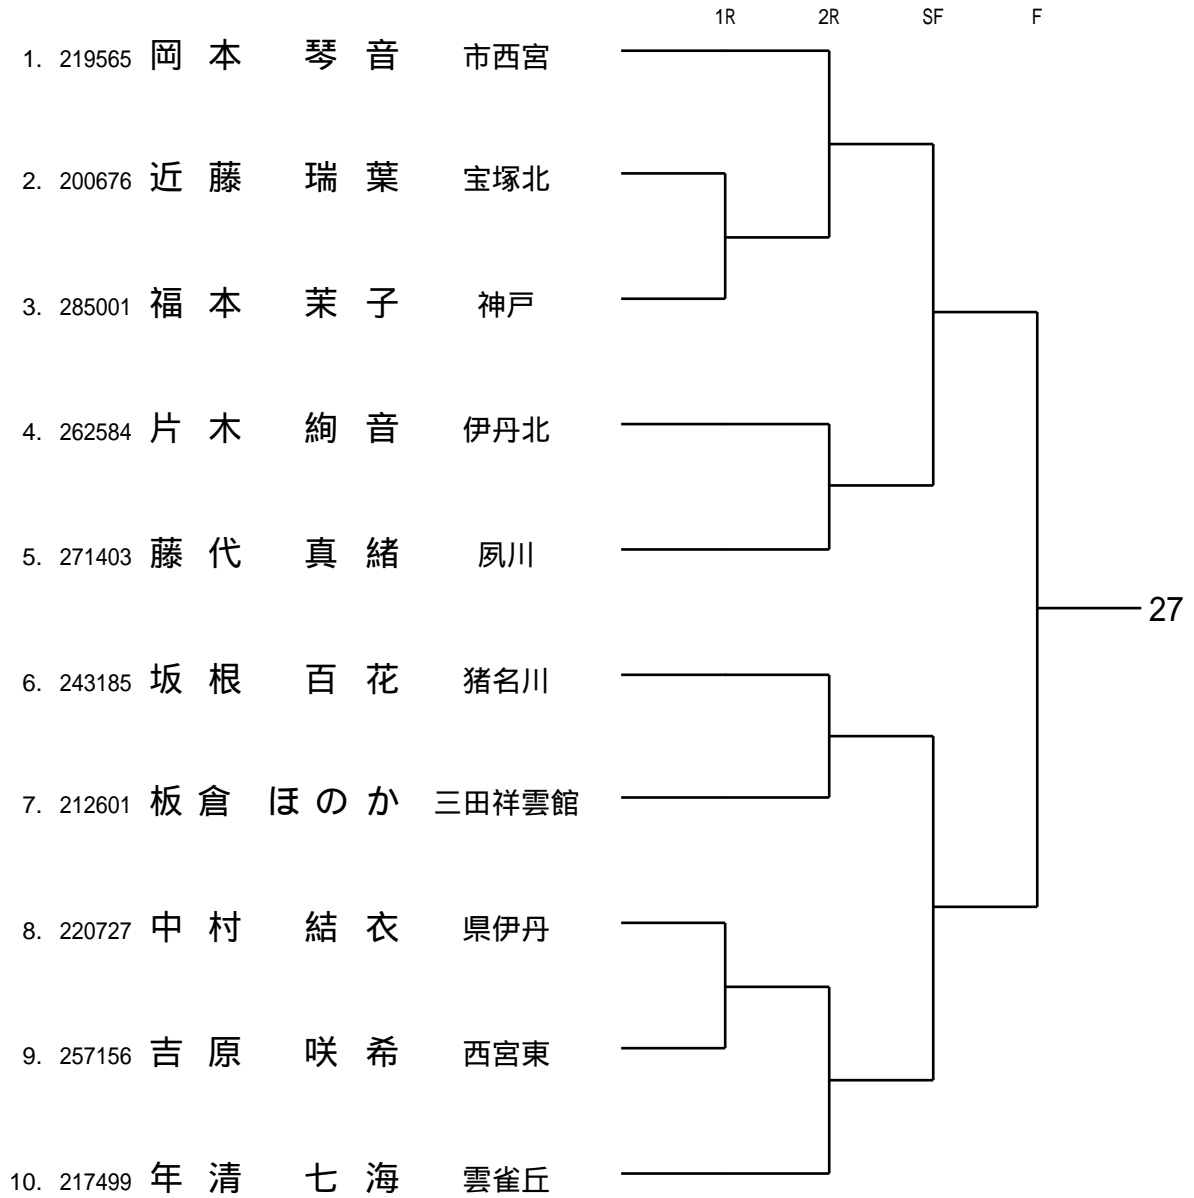 1R 2R SF F
1. 219565 岡本 琴音 市西宮
2. 200676 近藤 瑞葉 宝塚北
3. 285001 福本 茉子 神戸
4. 262584 片木 絢音 伊丹北
5. 271403 藤代 真緒 夙川
27
6. 243185 坂根 百花 猪名川
7. 212601 板倉 ほのか 三田祥雲館
8. 220727 中村 結衣 県伊丹
9. 257156 吉原 咲希 西宮東
10. 217499 年清 七海 雲雀丘